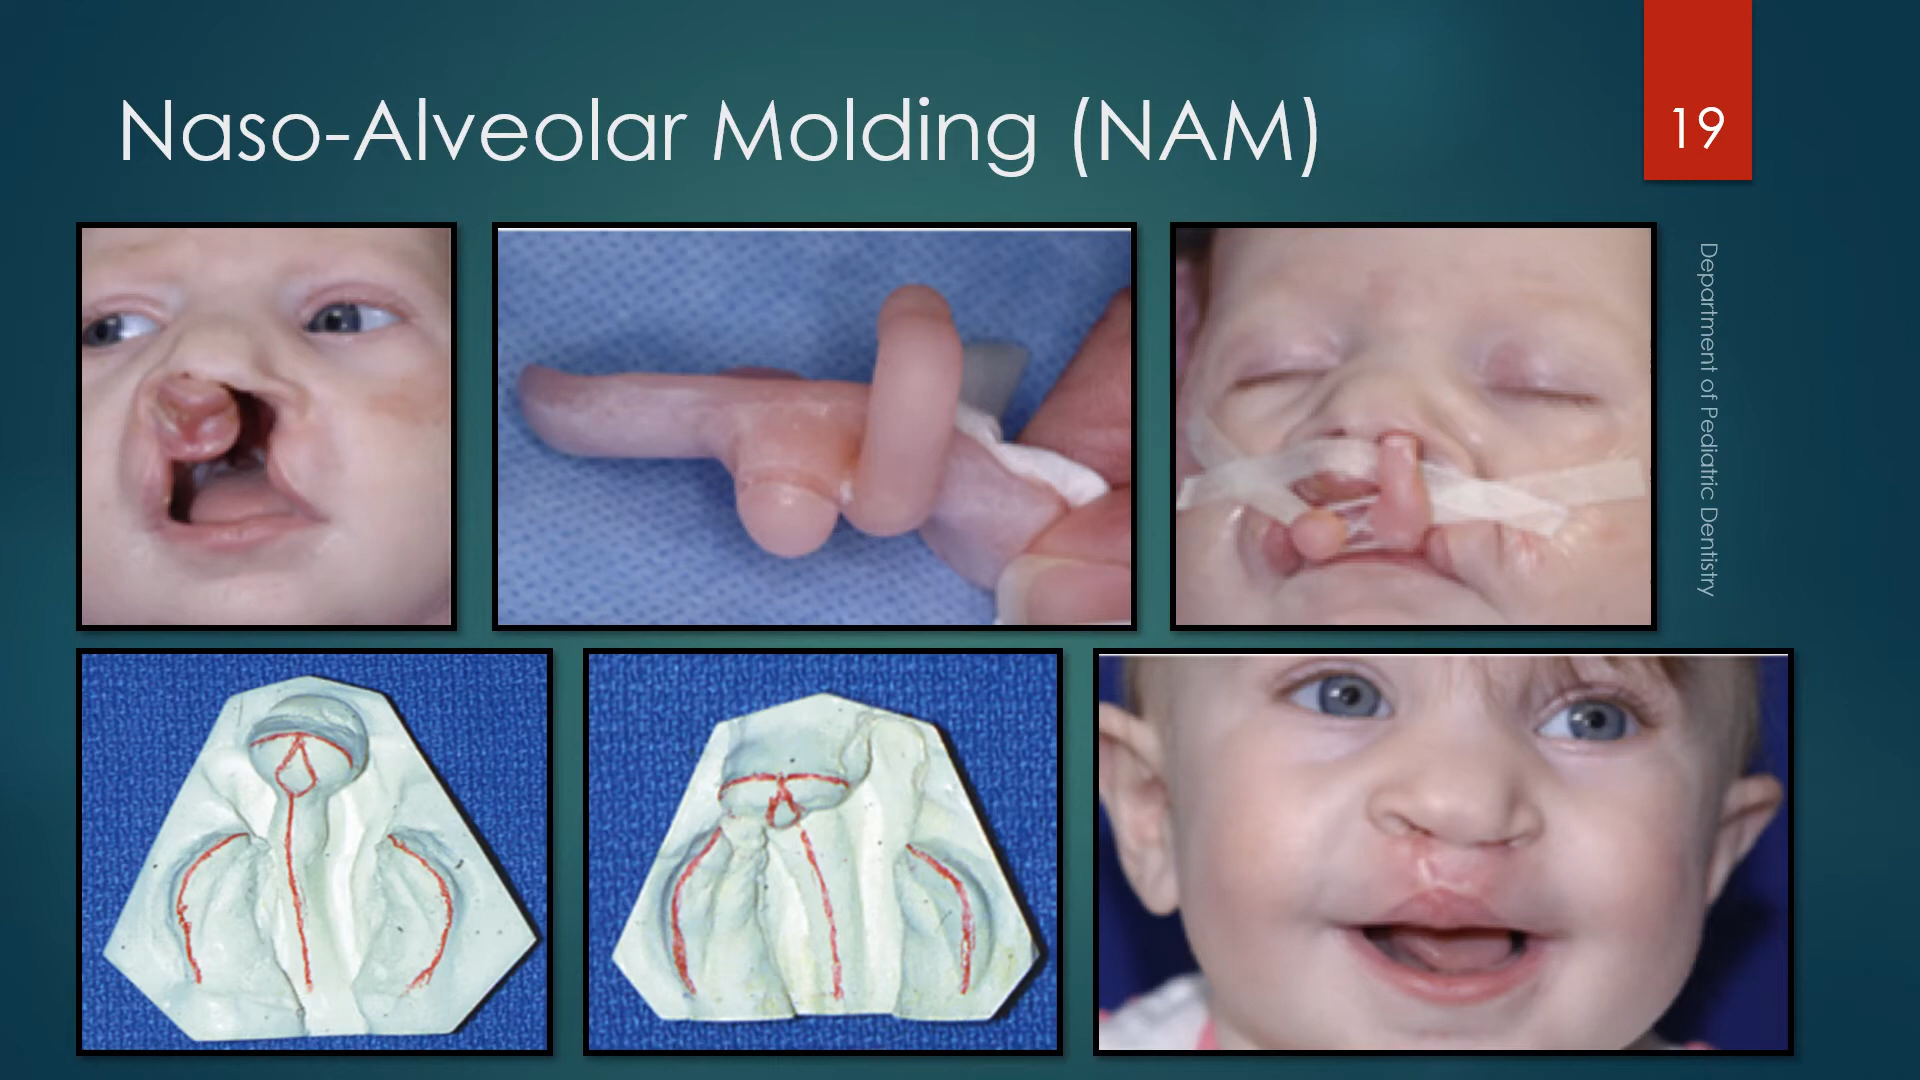 Naso-Alveolar Molding (NAM)
19
Department of Pediatric Dentistry